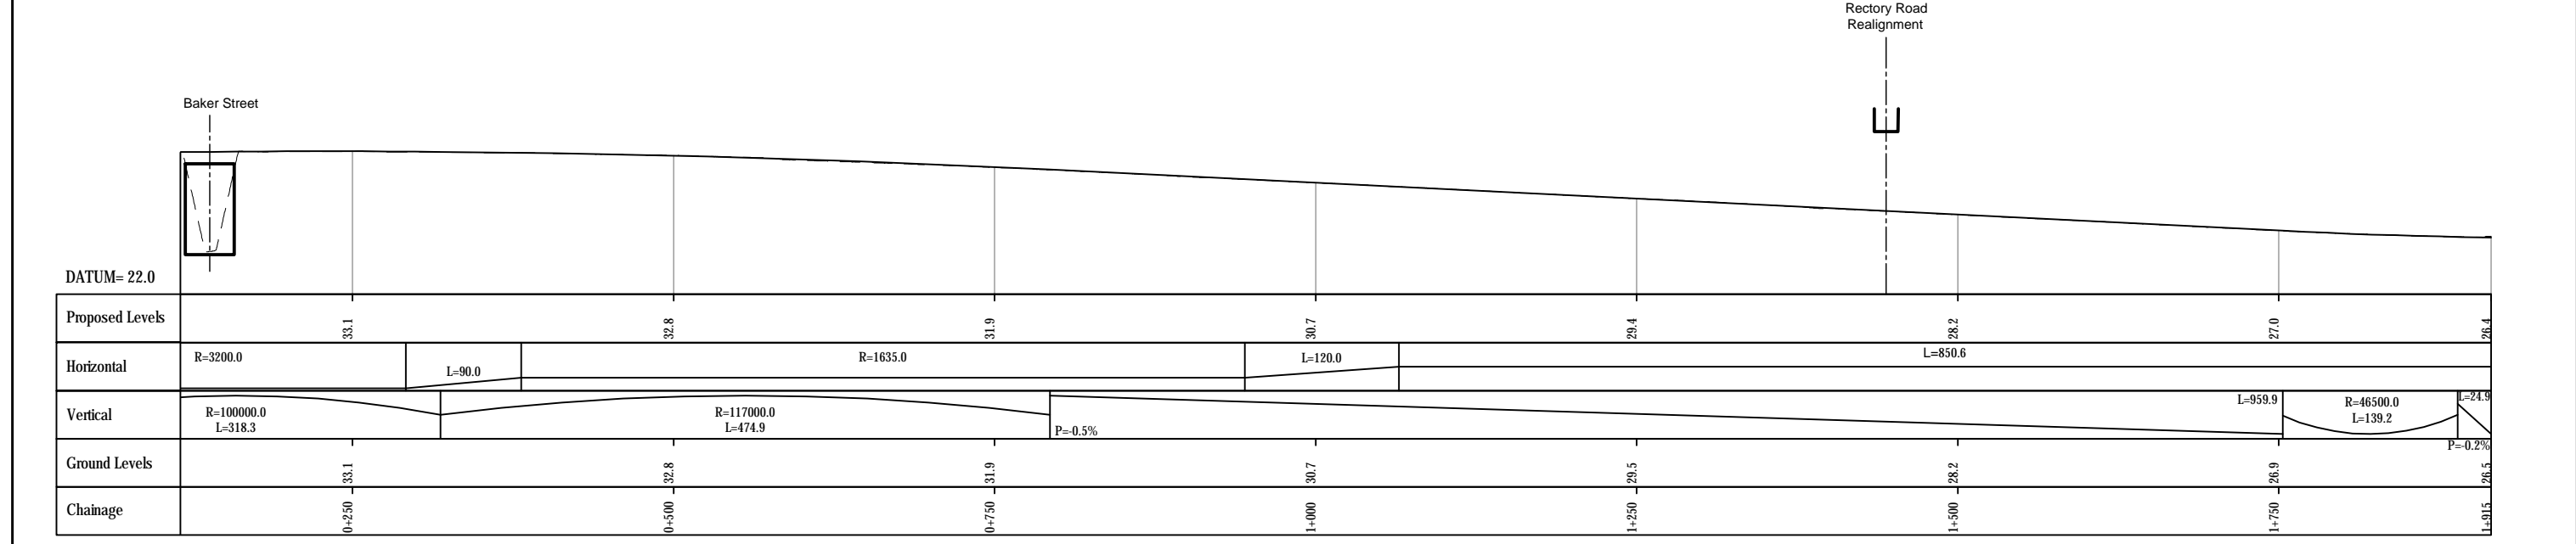 Rectory Road
Realignment
Baker Street
DATUM= 22.0
Proposed Levels
33.1
32.8
31.9
30.7
29.4
28.2
27.0
26.4
Horizontal
R=3200.0
L=90.0
R=1635.0
L=120.0
L=850.6
Vertical
R=100000.0
L=318.3
R=117000.0
L=474.9
P=-0.5%
L=959.9
R=46500.0
L=139.2
L=24.9
P=-0.2%
Ground Levels
33.1
32.8
31.9
30.7
29.5
28.2
26.9
26.5
Chainage
0+250
0+500
0+750
1+000
1+250
1+500
1+750
1+915